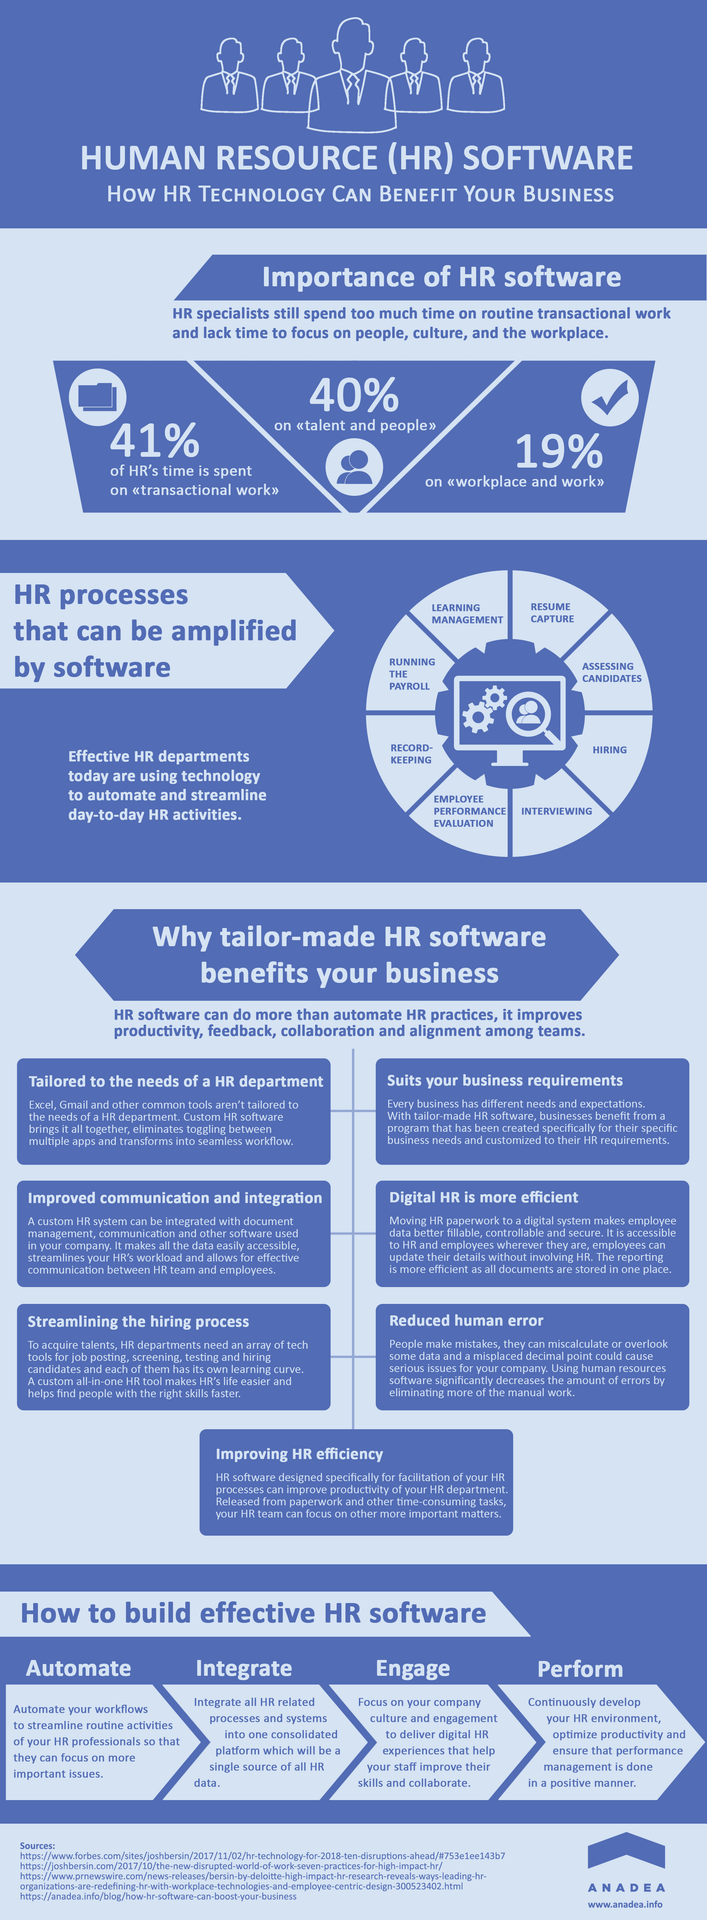 HUMAN RESOURCE (HR) SOFTWARE
HOW HR TECHNOLOGY CAN BENEFIT YOUR BUSINESS
Importance of HR software
HR specialists still spend too much time on routine transactional work
and lack time to focus on people, culture, and the workplace.
41%
of HR's time is spent
on «transactional work»
40%
on «talent and people»
19%
on «workplace and work»
HR processes
that can be amplified
by software
Effective HR departments
today are using technology
to automate and streamline
day-to-day HR activities.
LEARNING
MANAGEMENT
RESUME
CAPTURE
ASSESSING
CANDIDATES
HIRING
INTERVIEWING
EMPLOYEE
PERFORMANCE
EVALUATION
RECORD-
KEEPING
RUNNING
THE
PAYROLL
Why tailor-made HR software
benefits your business
HR software can do more than automate HR practices, it improves
productivity, feedback, collaboration and alignment among teams.
Tailored to the needs of a HR department
Excel, Gmail and other common tools aren't tailored to
the needs of a HR department. Custom HR software
brings it all together, eliminates toggling between
multiple apps and transforms into seamless workflow.
Suits your business requirements
Every business has different needs and expectations.
With tailor-made HR software, businesses benefit from a
program that has been created specifically for their specific
business needs and customized to their HR requirements.
Improved communication and integration
A custom HR system can be integrated with document
management, communication and other software used
in your company. It makes all the data easily accessible,
streamlines your HR's workload and allows for effective
communication between HR team and employees.
Digital HR is more efficient
Moving HR paperwork to a digital system makes employee
data better fillable, controllable and secure. It is accessible
to HR and employees wherever they are, employees can
update their details without involving HR. The reporting
is more efficient as all documents are stored in one place.
Streamlining the hiring process
To acquire talents, HR departments need an array of tech
tools for job posting, screening, testing and hiring
candidates and each of them has its own learning curve.
A custom all-in-one HR tool makes HR's life easier and
helps find people with the right skills faster.
Reduced human error
People make mistakes, they can miscalculate or overlook
some data and a misplaced decimal point could cause
serious issues for your company. Using human resources
software significantly decreases the amount of errors by
eliminating more of the manual work.
Improving HR efficiency
HR software designed specifically for facilitation of your HR
processes can improve productivity of your HR department.
Released from paperwork and other time-consuming tasks,
your HR team can focus on other more important matters.
How to build effective HR software
Automate
Automate your workflows
to streamline routine activities
of your HR professionals so that
they can focus on more
important issues.
Integrate
Integrate all HR related
processes and systems
into one consolidated
platform which will be a
single source of all HR
data.
Engage
Focus on your company
culture and engagement
to deliver digital HR
experiences that help
your staff improve their
skills and collaborate.
Perform
Continuously develop
your HR environment,
optimize productivity and
ensure that performance
management is done
in a positive manner.
Sources:
https://www.forbes.com/sites/joshbersin/2017/11/02/hr-technology-for-2018-ten-disruptions-ahead/#753e1ee143b7
https://joshbersin.com/2017/10/the-new-disrupted-world-of-work-seven-practices-for-high-impact-hr/
https://www.prnewswire.com/news-releases/bersin-by-deloitte-high-impact-hr-research-reveals-ways-leading-hr-
organizations-are-redefining-hr-with-workplace-technologies-and-employee-centric-design-300523402.html
https://anadea.info/blog/how-hr-software-can-boost-your-business
ANADEA
www.anadea.info